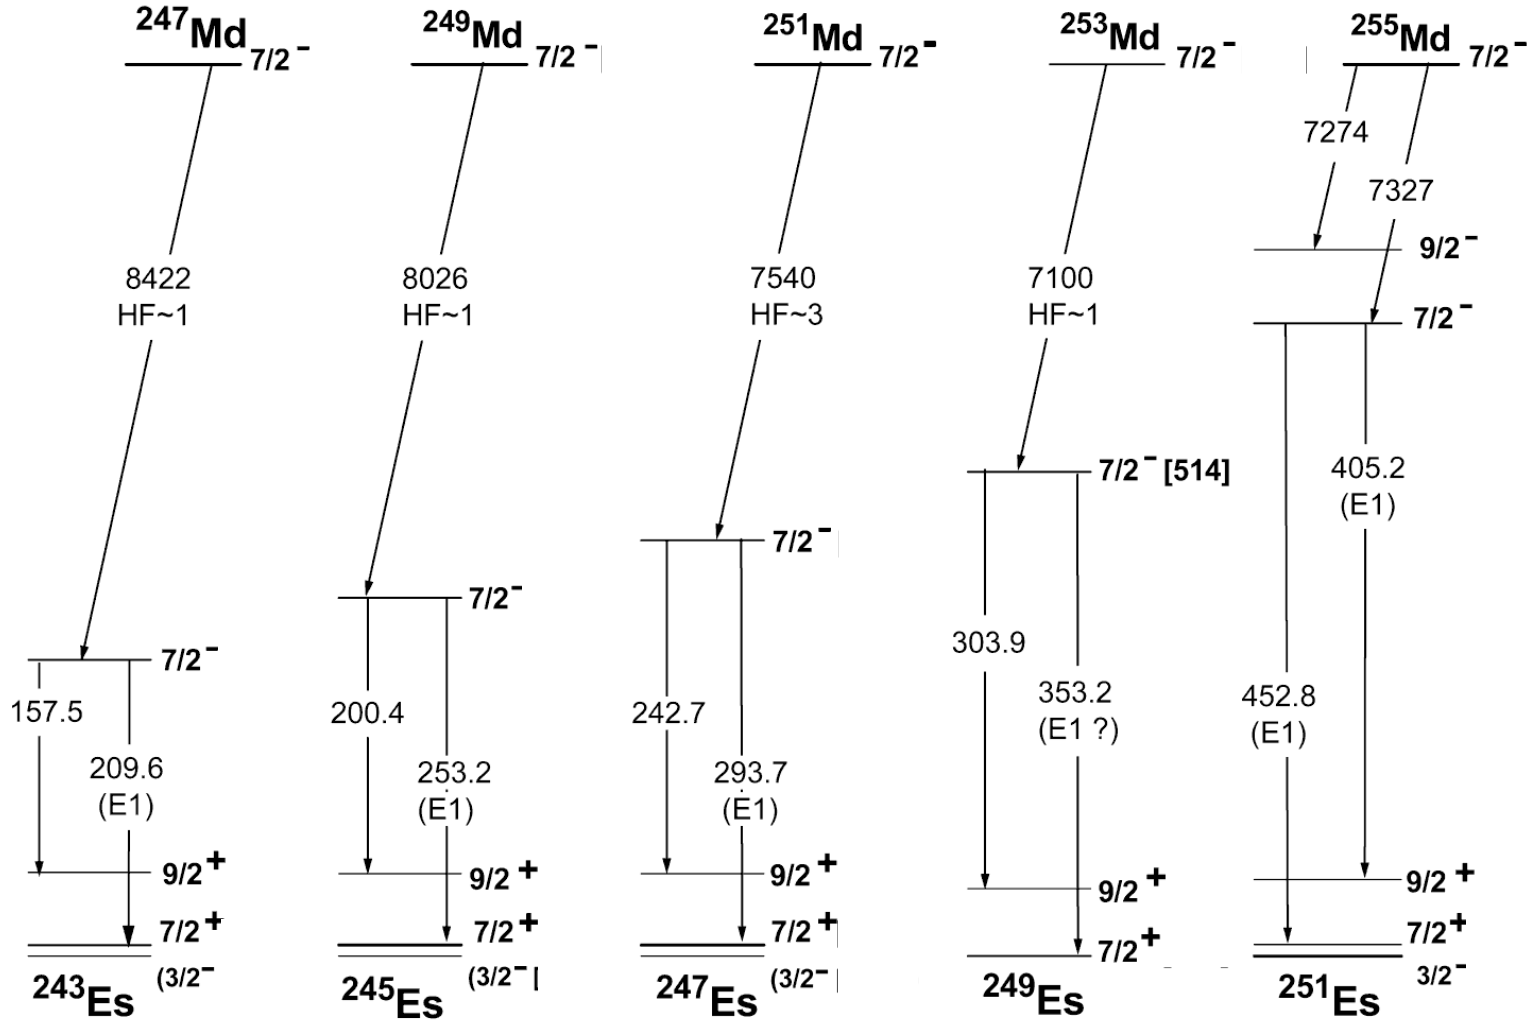 247Md 7/2-
8422
HF~1
7/2-
157.5
209.6
(E1)
9/2+
7/2+
(3/2-
243Es
249Md 7/2-
8026
HF~1
7/2-
200.4
253.2
(E1)
9/2+
7/2+
(3/2- [
245Es
251Md 7/2-
7540
HF~3
7/2-
242.7
293.7
(E1)
9/2+
7/2+
(3/2-
247Es
253Md 7/2-
7100
HF~1
7/2- [514]
303.9
353.2
(E1 ?)
9/2+
7/2+
249Es
255Md 7/2-
7274
7327
9/2-
7/2-
405.2
(E1)
452.8
(E1)
9/2+
7/2+
3/2-
251Es